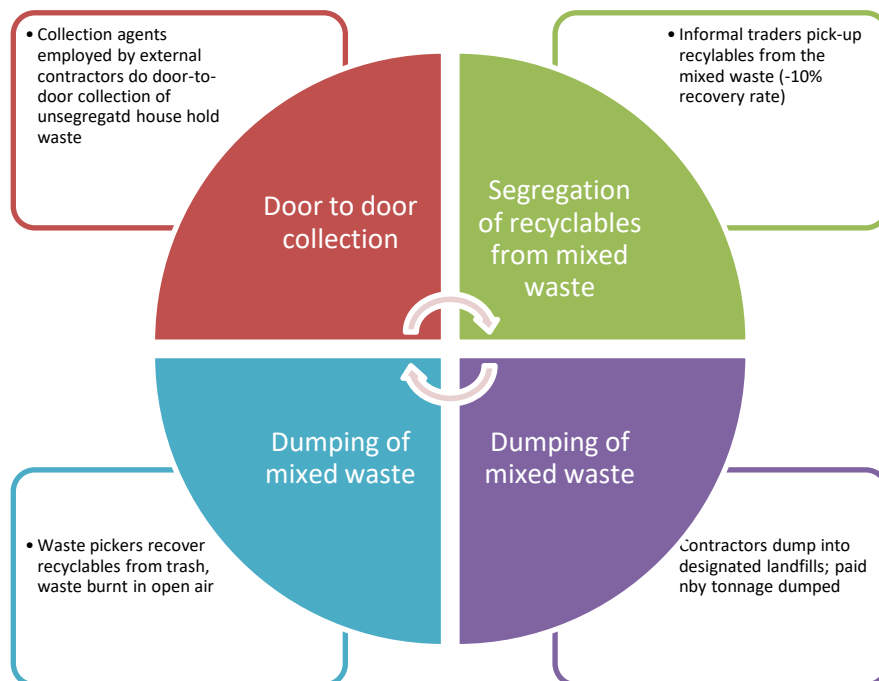 • Collection agents
employed by external
contractors do door-to-
door collection of
unsegregatd house hold
waste
• Informal traders pick-up
recylables from the
mixed waste (-10%
recovery rate)
Door to door
collection
Segregation
of recyclables
from mixed
waste
Dumping of
mixed waste
Dumping of
mixed waste
• Waste pickers recover
recyclables from trash,
waste burnt in open air
Contractors dump into
designated landfills; paid
nby tonnage dumped